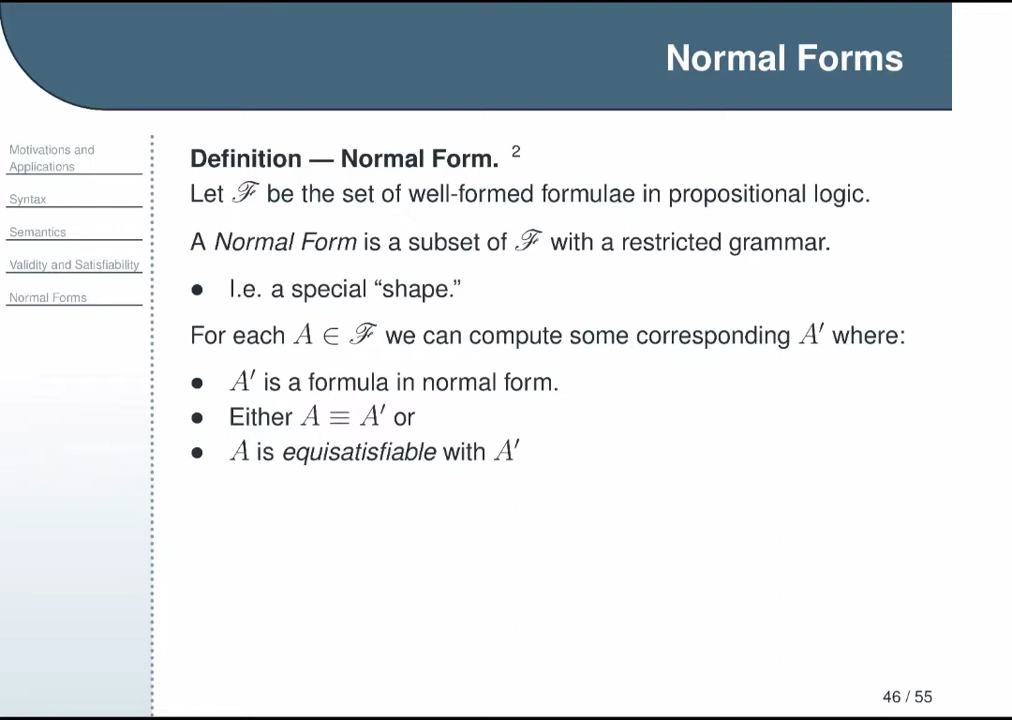 Normal Forms
Motivations and
Applications
Syntax
Semantics
Validity and Satisfiability
Normal Forms
Definition — Normal Form. ²
Let ℱ be the set of well-formed formulae in propositional logic.
A Normal Form is a subset of ℱ with a restricted grammar.
● I.e. a special “shape.”
For each A ∈ ℱ we can compute some corresponding A′ where:
● A′ is a formula in normal form.
● Either A ≡ A′ or
● A is equisatisfiable with A′
46 / 55